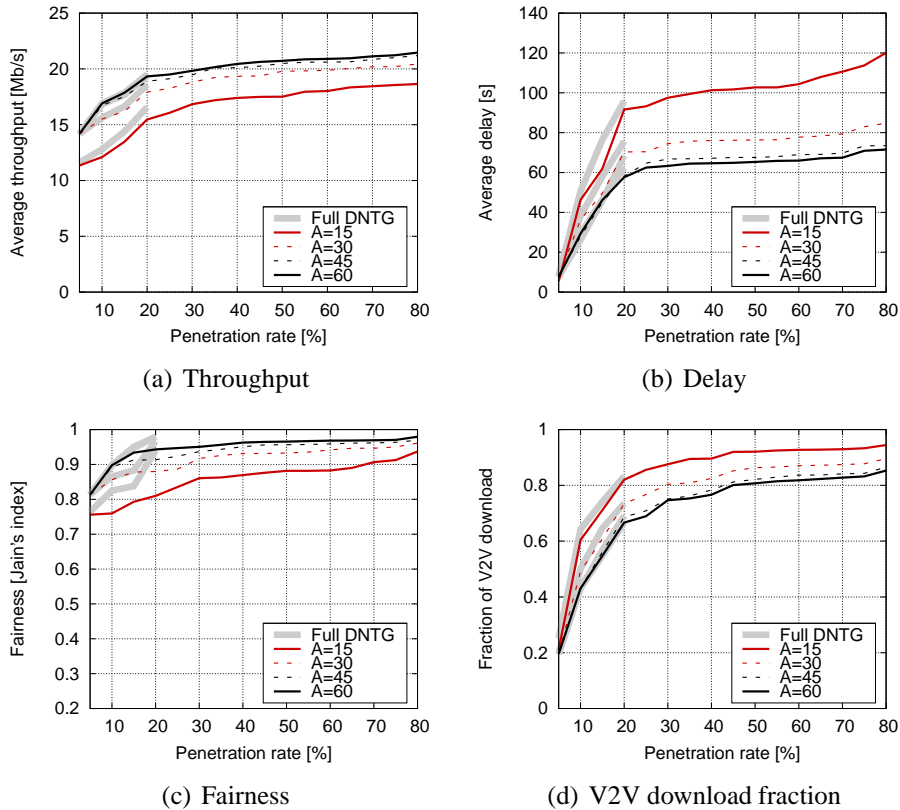 25
20
15
10
5
0
Average throughput [Mb/s]
10 20 30 40 50 60 70 80
Penetration rate [%]
Full DNTG
A=15
A=30
A=45
A=60
(a) Throughput
140
120
100
80
60
40
20
0
Average delay [s]
10 20 30 40 50 60 70 80
Penetration rate [%]
Full DNTG
A=15
A=30
A=45
A=60
(b) Delay
1
0.9
0.8
0.7
0.6
0.5
0.4
0.3
0.2
Fairness [Jain's index]
10 20 30 40 50 60 70 80
Penetration rate [%]
Full DNTG
A=15
A=30
A=45
A=60
(c) Fairness
1
0.8
0.6
0.4
0.2
0
Fraction of V2V download
10 20 30 40 50 60 70 80
Penetration rate [%]
Full DNTG
A=15
A=30
A=45
A=60
(d) V2V download fraction